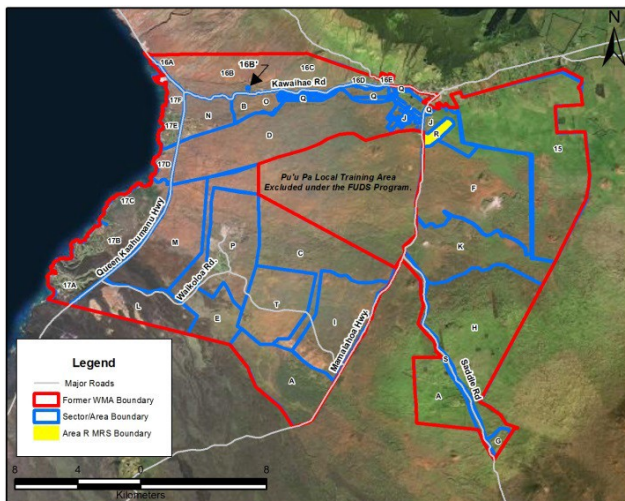 N
16A
16B'
16B
16C
Kawaihae Rd
16D
16E
Q
17F
B
O
Q
Q
Q
N
J
J
17E
R
D
15
17D
Pu'u Pa Local Training Area
Excluded under the FUDS Program.
F
17C
Queen Kaahumanu Hwy
17B
M
P
K
C
Waikoloa Rd.
17A
L
E
T
I
H
Mamalahoa Hwy.
Legend
Major Roads
Former WMA Boundary
Sector/Area Boundary
Area R MRS Boundary
A
S
Saddle Rd
A
G
8
4
0
8
Kilometers